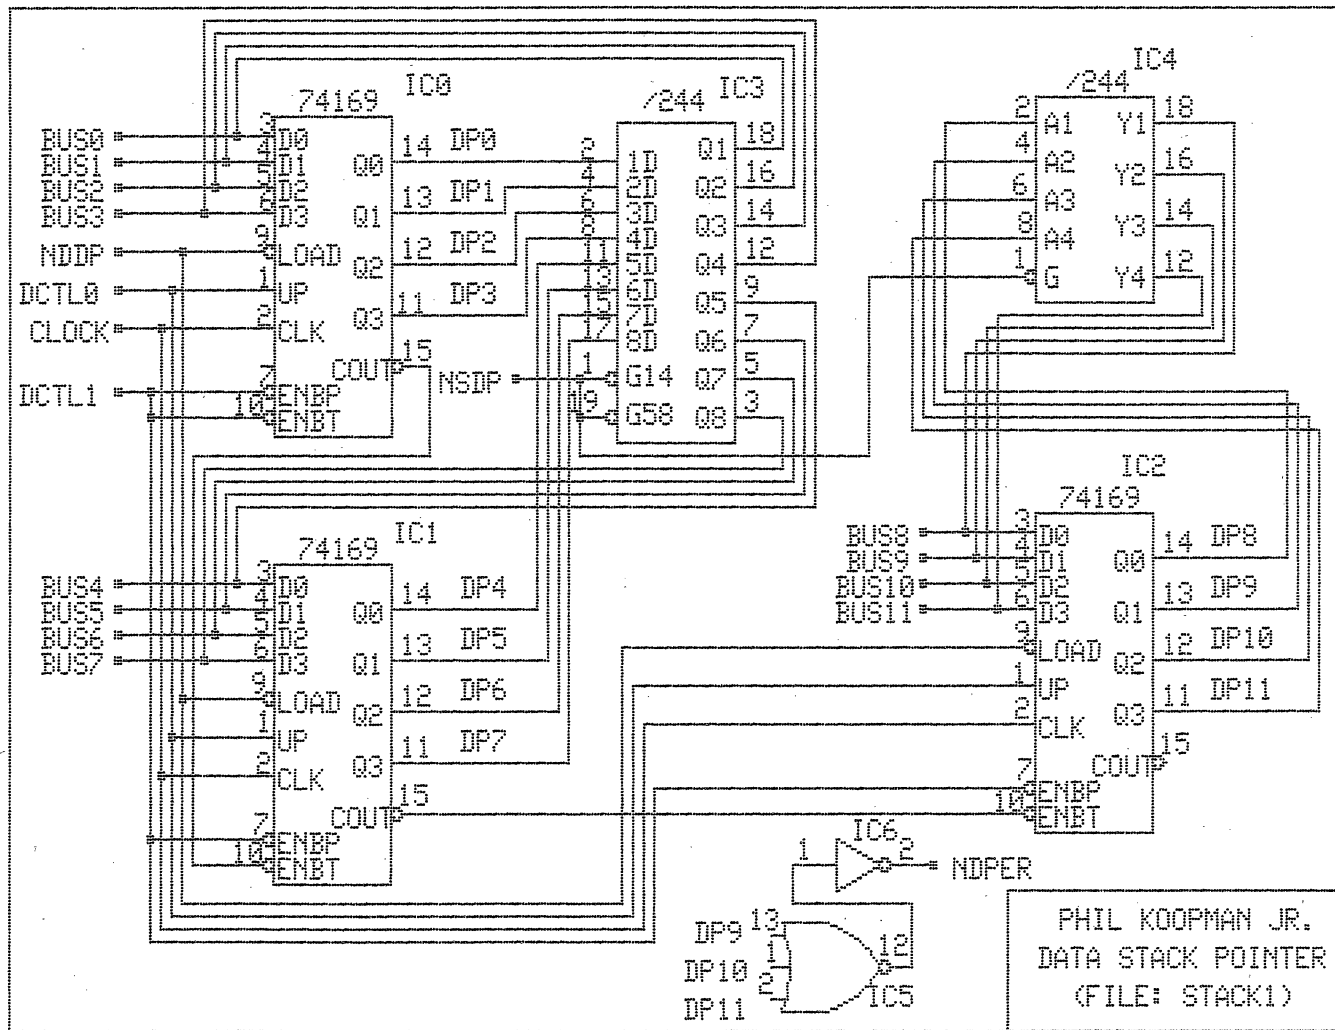 IC0
74169
BUS0
BUS1
BUS2
BUS3
NDDP
DCTL0
CLOCK
DCTL1
3 D0
4 D1
5 D2
6 D3
9 LOAD
1 UP
2 CLK
7 ENBP
10 ENBT
Q0 14 DP0
Q1 13 DP1
Q2 12 DP2
Q3 11 DP3
COUT 15
IC3
/244
2 1D
4 2D
6 3D
8 4D
11 5D
13 6D
15 7D
17 8D
NSDP
1 G14
19 G58
Q1 18
Q2 16
Q3 14
Q4 12
Q5 9
Q6 7
Q7 5
Q8 3
IC4
/244
2 A1
4 A2
6 A3
8 A4
1 G
Y1 18
Y2 16
Y3 14
Y4 12
IC1
74169
BUS4
BUS5
BUS6
BUS7
3 D0
4 D1
5 D2
6 D3
9 LOAD
1 UP
2 CLK
7 ENBP
10 ENBT
Q0 14 DP4
Q1 13 DP5
Q2 12 DP6
Q3 11 DP7
COUT 15
IC2
74169
BUS8
BUS9
BUS10
BUS11
3 D0
4 D1
5 D2
6 D3
9 LOAD
1 UP
2 CLK
7 ENBP
10 ENBT
Q0 14 DP8
Q1 13 DP9
Q2 12 DP10
Q3 11 DP11
COUT 15
IC6
1 2 NDPER
DP9 13
DP10 1
DP11 2
12
IC5
PHIL KOOPMAN JR.
DATA STACK POINTER
(FILE: STACK1)